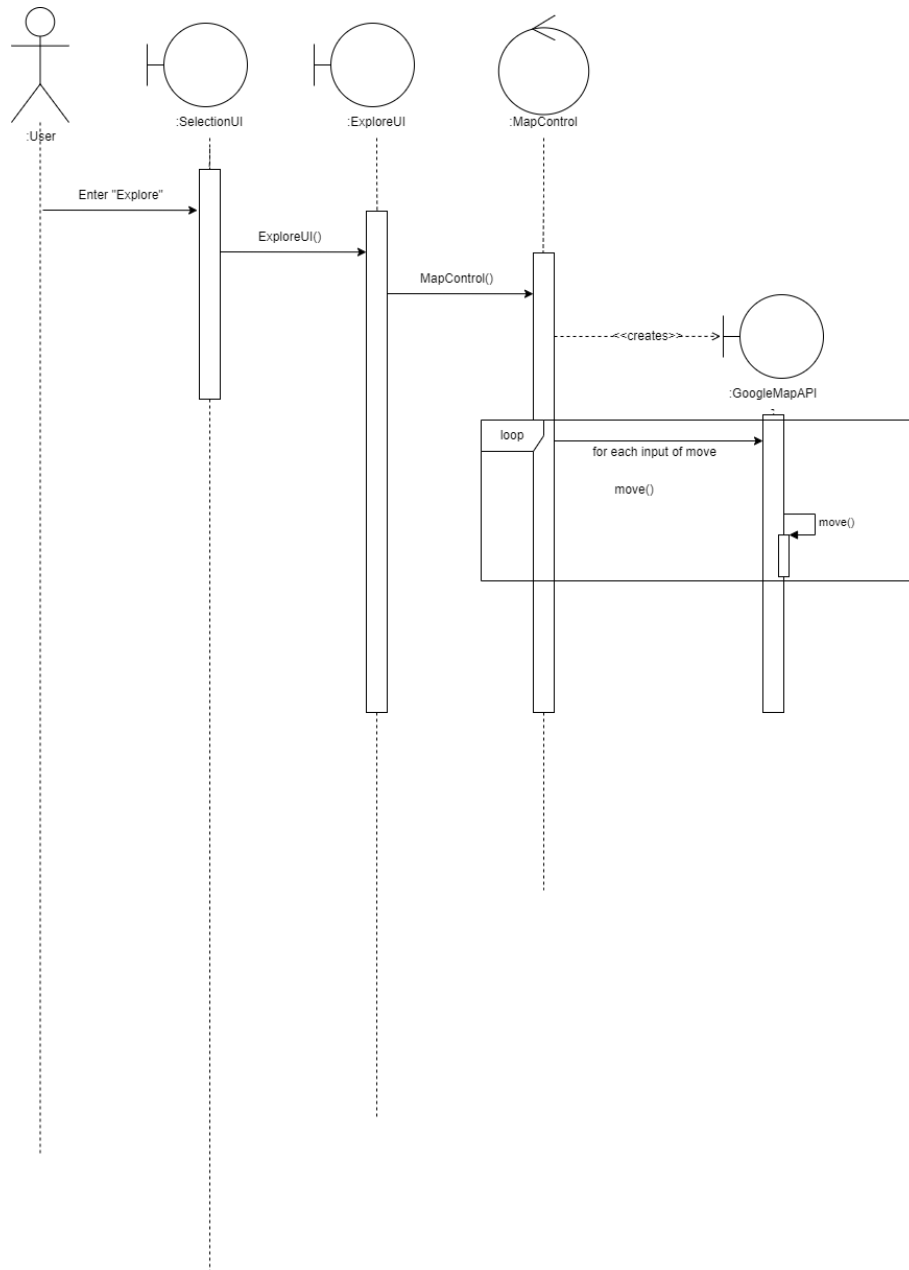 :User
:SelectionUI
:ExploreUI
:MapControl
Enter "Explore"
ExploreUI()
MapControl()
<<creates>>
:GoogleMapAPI
loop
for each input of move
move()
move()